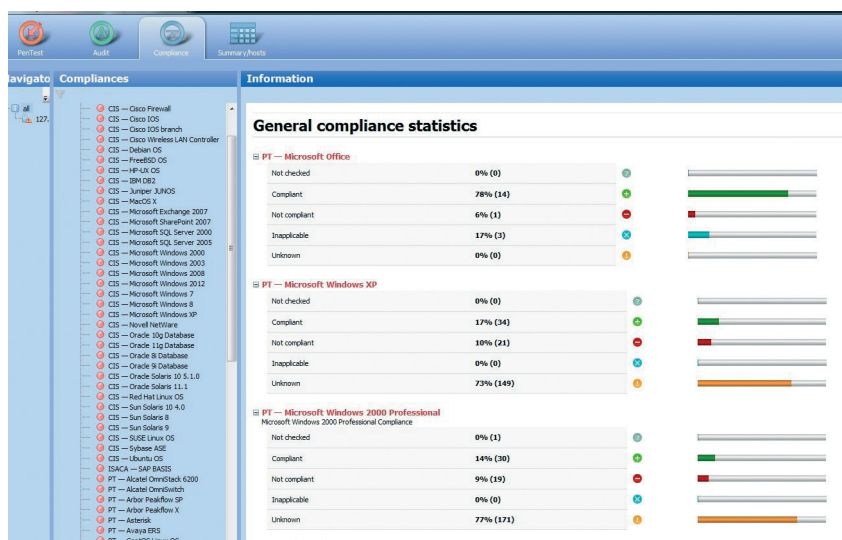 PenTest
Audit
Compliance
Summary/hosts
Navigato
Compliances
Information
all
127.
CIS — Cisco Firewall
CIS — Cisco IOS
CIS — Cisco IOS branch
CIS — Cisco Wireless LAN Controller
CIS — Debian OS
CIS — FreeBSD OS
CIS — HP-UX OS
CIS — IBM DB2
CIS — Juniper JUNOS
CIS — MacOS X
CIS — Microsoft Exchange 2007
CIS — Microsoft SharePoint 2007
CIS — Microsoft SQL Server 2000
CIS — Microsoft SQL Server 2005
CIS — Microsoft Windows 2000
CIS — Microsoft Windows 2003
CIS — Microsoft Windows 2008
CIS — Microsoft Windows 2012
CIS — Microsoft Windows 7
CIS — Microsoft Windows 8
CIS — Microsoft Windows XP
CIS — Novell NetWare
CIS — Oracle 10g Database
CIS — Oracle 11g Database
CIS — Oracle 8i Database
CIS — Oracle 9i Database
CIS — Oracle Solaris 10 5.1.0
CIS — Oracle Solaris 11.1
CIS — Red Hat Linux OS
CIS — Sun Solaris 10 4.0
CIS — Sun Solaris 8
CIS — Sun Solaris 9
CIS — SUSE Linux OS
CIS — Sybase ASE
CIS — Ubuntu OS
ISACA — SAP BASIS
PT — Alcatel OmniStack 6200
PT — Alcatel OmniSwitch
PT — Arbor Peakflow SP
PT — Arbor Peakflow X
PT — Asterisk
PT — Avaya ERS
PT — CentOS Linux OS
General compliance statistics
PT — Microsoft Office
Not checked 0% (0)
Compliant 78% (14)
Not compliant 6% (1)
Inapplicable 17% (3)
Unknown 0% (0)
PT — Microsoft Windows XP
Not checked 0% (0)
Compliant 17% (34)
Not compliant 10% (21)
Inapplicable 0% (0)
Unknown 73% (149)
PT — Microsoft Windows 2000 Professional
Microsoft Windows 2000 Professional Compliance
Not checked 0% (1)
Compliant 14% (30)
Not compliant 9% (19)
Inapplicable 0% (0)
Unknown 77% (171)